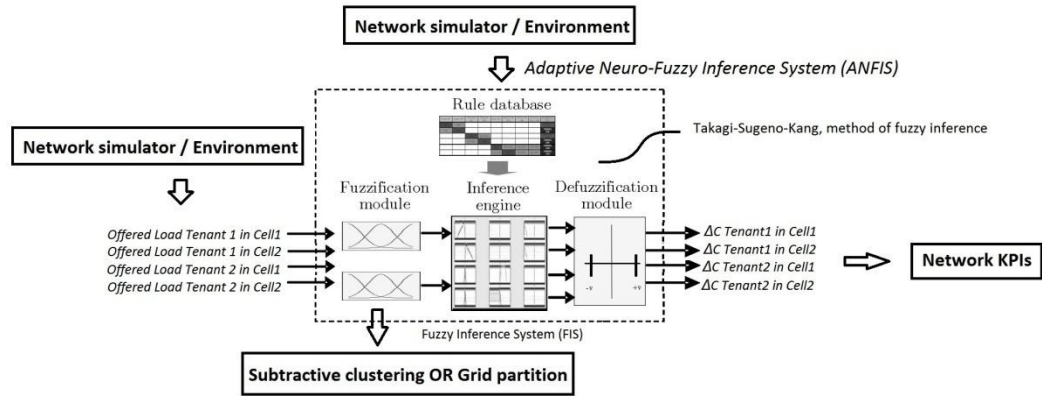 Network simulator / Environment
Adaptive Neuro-Fuzzy Inference System (ANFIS)
Rule database
Takagi-Sugeno-Kang, method of fuzzy inference
Network simulator / Environment
Fuzzification
module
Inference
engine
Defuzzification
module
Offered Load Tenant 1 in Cell1
Offered Load Tenant 1 in Cell2
Offered Load Tenant 2 in Cell1
Offered Load Tenant 2 in Cell2
-v
+v
ΔC Tenant1 in Cell1
ΔC Tenant1 in Cell2
ΔC Tenant2 in Cell1
ΔC Tenant2 in Cell2
Network KPIs
Fuzzy Inference System (FIS)
Subtractive clustering OR Grid partition